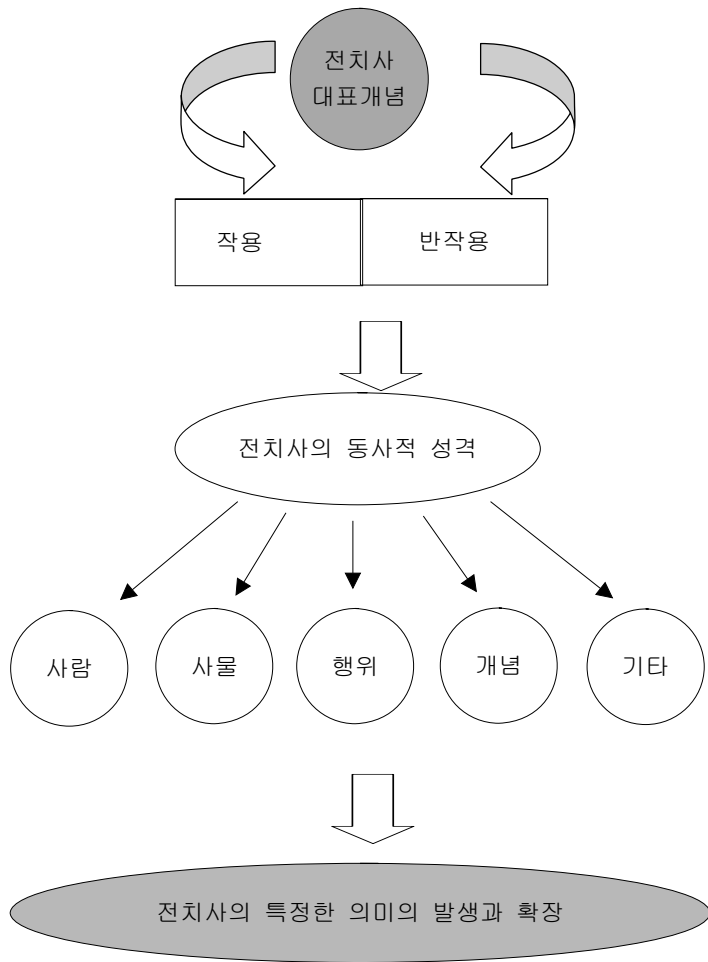 전치사
대표개념
작용
반작용
전치사의 동사적 성격
사람
사물
행위
개념
기타
전치사의 특정한 의미의 발생과 확장